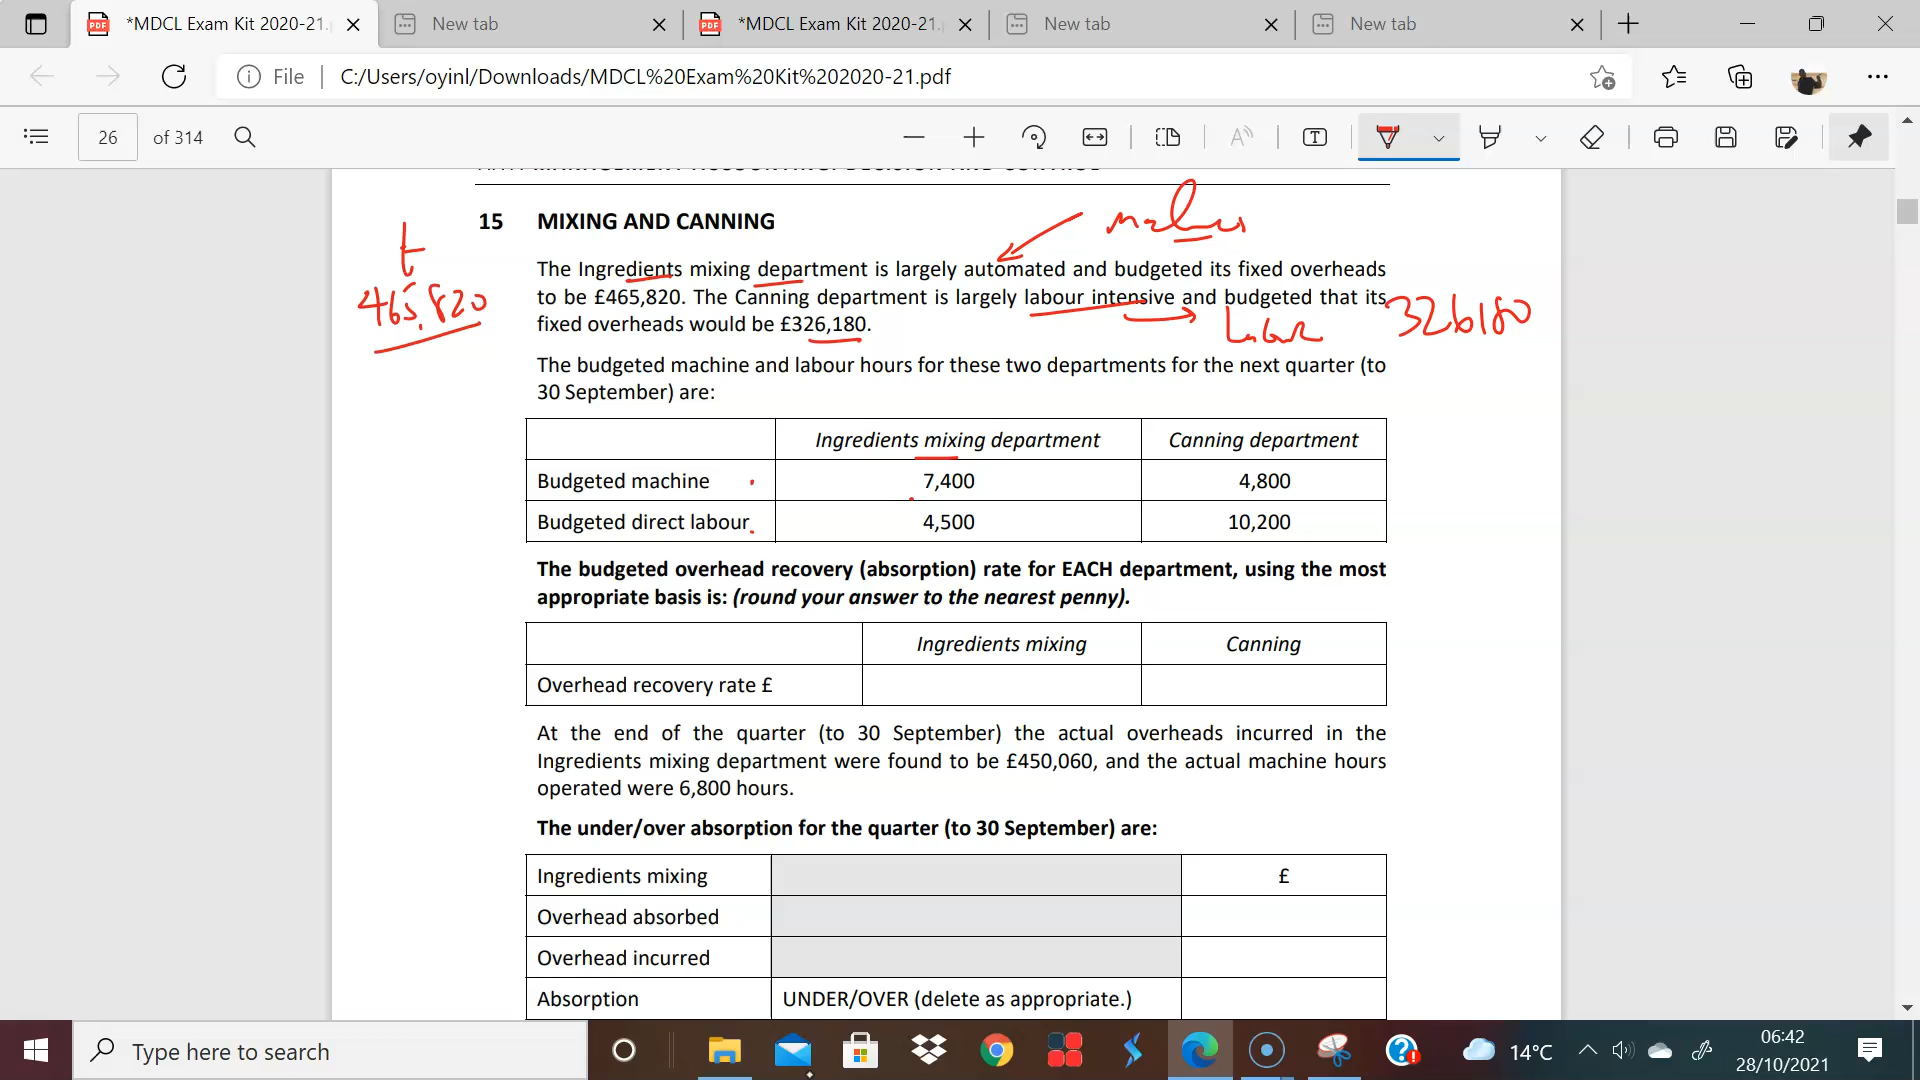 *MDCL Exam Kit 2020-21.
New tab
*MDCL Exam Kit 2020-21.
New tab
New tab
File
C:/Users/oyinl/Downloads/MDCL%20Exam%20Kit%202020-21.pdf
26 of 314
15 MIXING AND CANNING
The Ingredients mixing department is largely automated and budgeted its fixed overheads
to be £465,820. The Canning department is largely labour intensive and budgeted that its
fixed overheads would be £326,180.
465,820
Labour
326180
The budgeted machine and labour hours for these two departments for the next quarter (to
30 September) are:
Ingredients mixing department Canning department
Budgeted machine 7,400 4,800
Budgeted direct labour 4,500 10,200
The budgeted overhead recovery (absorption) rate for EACH department, using the most
appropriate basis is: (round your answer to the nearest penny).
Ingredients mixing Canning
Overhead recovery rate £
At the end of the quarter (to 30 September) the actual overheads incurred in the
Ingredients mixing department were found to be £450,060, and the actual machine hours
operated were 6,800 hours.
The under/over absorption for the quarter (to 30 September) are:
Ingredients mixing £
Overhead absorbed
Overhead incurred
Absorption UNDER/OVER (delete as appropriate.)
Type here to search
14°C
06:42
28/10/2021